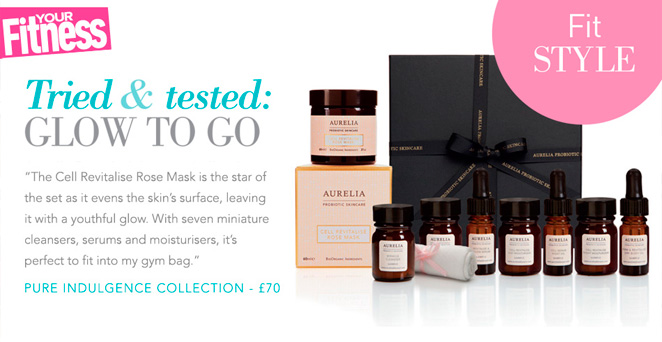 YOUR
Fitness
Fit
STYLE
Tried & tested:
GLOW TO GO
"The Cell Revitalise Rose Mask is the star of
the set as it evens the skin's surface, leaving
it with a youthful glow. With seven miniature
cleansers, serums and moisturisers, it's
perfect to fit into my gym bag."
PURE INDULGENCE COLLECTION - £70
AURELIA
PROBIOTIC SKINCARE
AURELIA
PROBIOTIC SKINCARE
CELL REVITALISE
ROSE MASK
TIC SKINCARE
AURELIA PROBIOTIC
AURELIA
AURELIA
AURELIA
AURELIA
AURELIA
AURELIA
AURELIA